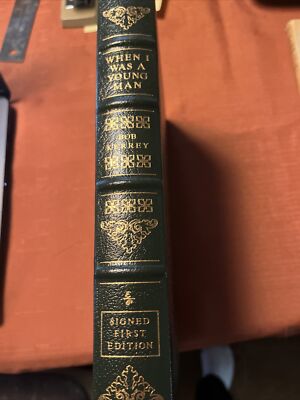 WHEN I
WAS A
YOUNG
MAN
BOB
KERREY
SIGNED
FIRST
EDITION